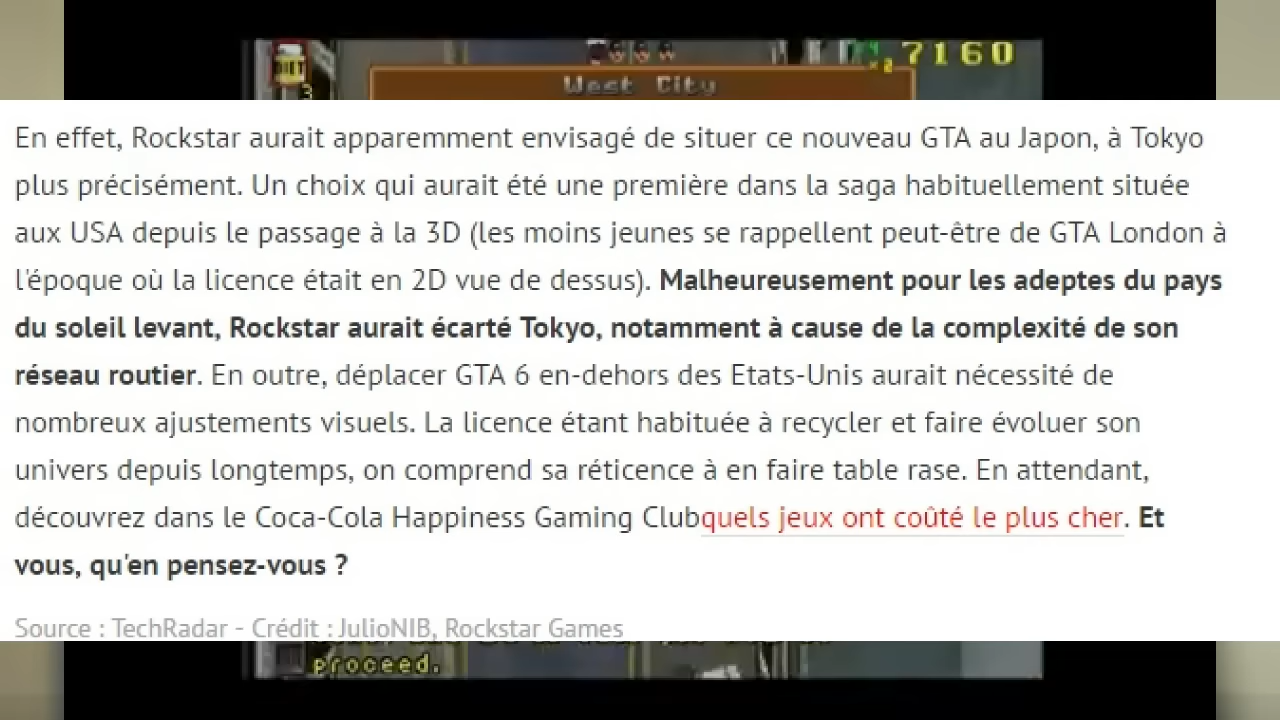 7160
x2
3
West City
En effet, Rockstar aurait apparemment envisagé de situer ce nouveau GTA au Japon, à Tokyo
plus précisément. Un choix qui aurait été une première dans la saga habituellement située
aux USA depuis le passage à la 3D (les moins jeunes se rappellent peut-être de GTA London à
l'époque où la licence était en 2D vue de dessus). Malheureusement pour les adeptes du pays
du soleil levant, Rockstar aurait écarté Tokyo, notamment à cause de la complexité de son
réseau routier. En outre, déplacer GTA 6 en-dehors des Etats-Unis aurait nécessité de
nombreux ajustements visuels. La licence étant habituée à recycler et faire évoluer son
univers depuis longtemps, on comprend sa réticence à en faire table rase. En attendant,
découvrez dans le Coca-Cola Happiness Gaming Clubquels jeux ont coûté le plus cher. Et
vous, qu'en pensez-vous ?
Source : TechRadar - Crédit : JulioNIB, Rockstar Games
proceed.